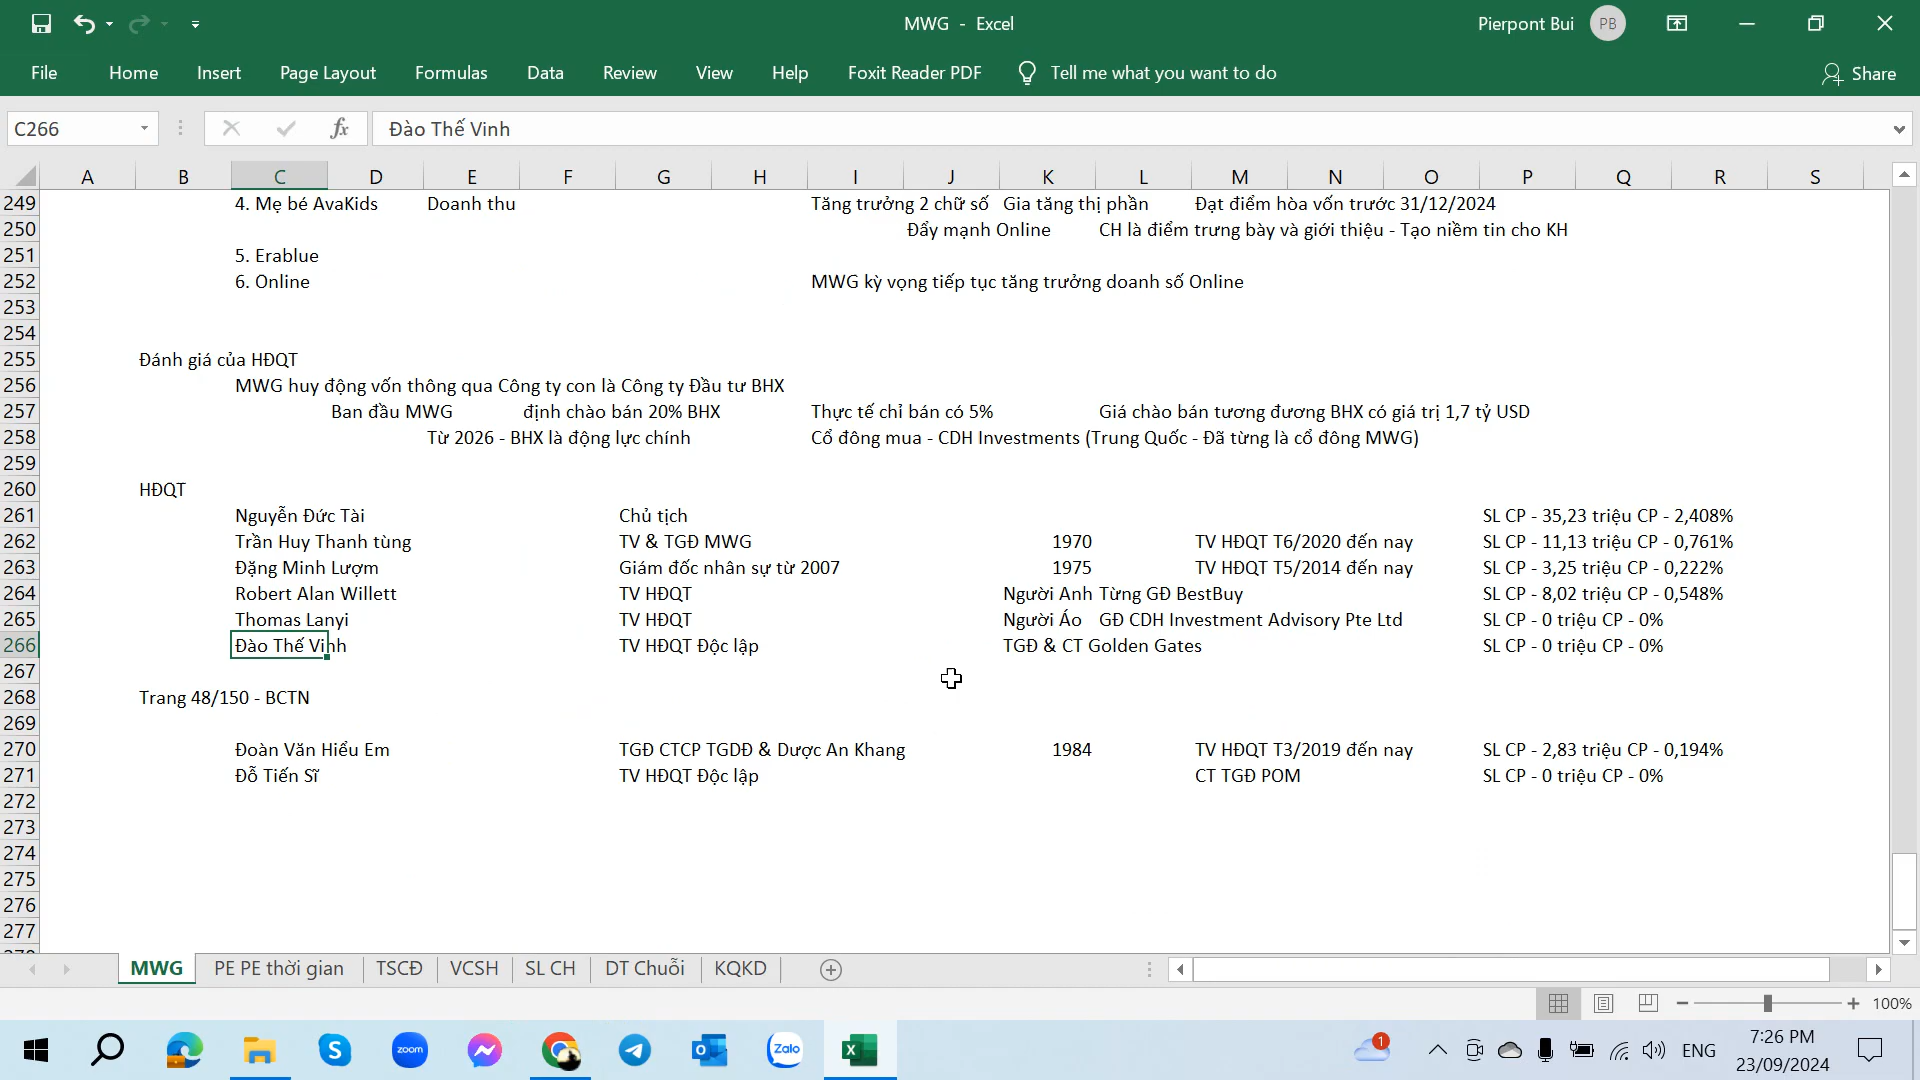 MWG - Excel
Pierpont Bui PB
File Home Insert Page Layout Formulas Data Review View Help Foxit Reader PDF Tell me what you want to do Share
C266 fx Đào Thế Vinh
A B C D E F G H I J K L M N O P Q R S
249 4. Mẹ bé AvaKids Doanh thu Tăng trưởng 2 chữ số Gia tăng thị phần Đạt điểm hòa vốn trước 31/12/2024
250 Đẩy mạnh Online CH là điểm trưng bày và giới thiệu - Tạo niềm tin cho KH
251 5. Erablue
252 6. Online MWG kỳ vọng tiếp tục tăng trưởng doanh số Online
253
254
255 Đánh giá của HĐQT
256 MWG huy động vốn thông qua Công ty con là Công ty Đầu tư BHX
257 Ban đầu MWG định chào bán 20% BHX Thực tế chỉ bán có 5% Giá chào bán tương đương BHX có giá trị 1,7 tỷ USD
258 Từ 2026 - BHX là động lực chính Cổ đông mua - CDH Investments (Trung Quốc - Đã từng là cổ đông MWG)
259
260 HĐQT
261 Nguyễn Đức Tài Chủ tịch SL CP - 35,23 triệu CP - 2,408%
262 Trần Huy Thanh tùng TV & TGĐ MWG 1970 TV HĐQT T6/2020 đến nay SL CP - 11,13 triệu CP - 0,761%
263 Đặng Minh Lượm Giám đốc nhân sự từ 2007 1975 TV HĐQT T5/2014 đến nay SL CP - 3,25 triệu CP - 0,222%
264 Robert Alan Willett TV HĐQT Người Anh Từng GĐ BestBuy SL CP - 8,02 triệu CP - 0,548%
265 Thomas Lanyi TV HĐQT Người Áo GĐ CDH Investment Advisory Pte Ltd SL CP - 0 triệu CP - 0%
266 Đào Thế Vinh TV HĐQT Độc lập TGĐ & CT Golden Gates SL CP - 0 triệu CP - 0%
267
268 Trang 48/150 - BCTN
269
270 Đoàn Văn Hiểu Em TGĐ CTCP TGDĐ & Dược An Khang 1984 TV HĐQT T3/2019 đến nay SL CP - 2,83 triệu CP - 0,194%
271 Đỗ Tiến Sĩ TV HĐQT Độc lập CT TGĐ POM SL CP - 0 triệu CP - 0%
272
273
274
275
276
277
MWG PE PE thời gian TSCĐ VCSH SL CH DT Chuỗi KQKD
100%
zoom Zalo 1 ENG 7:26 PM
23/09/2024